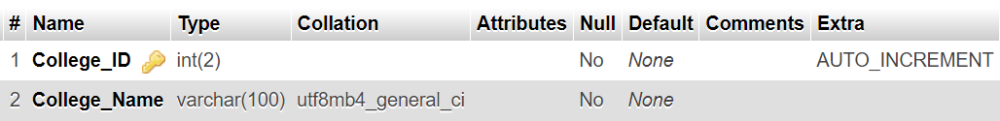 # Name Type Collation Attributes Null Default Comments Extra
1 College_ID int(2) No None AUTO_INCREMENT
2 College_Name varchar(100) utf8mb4_general_ci No None